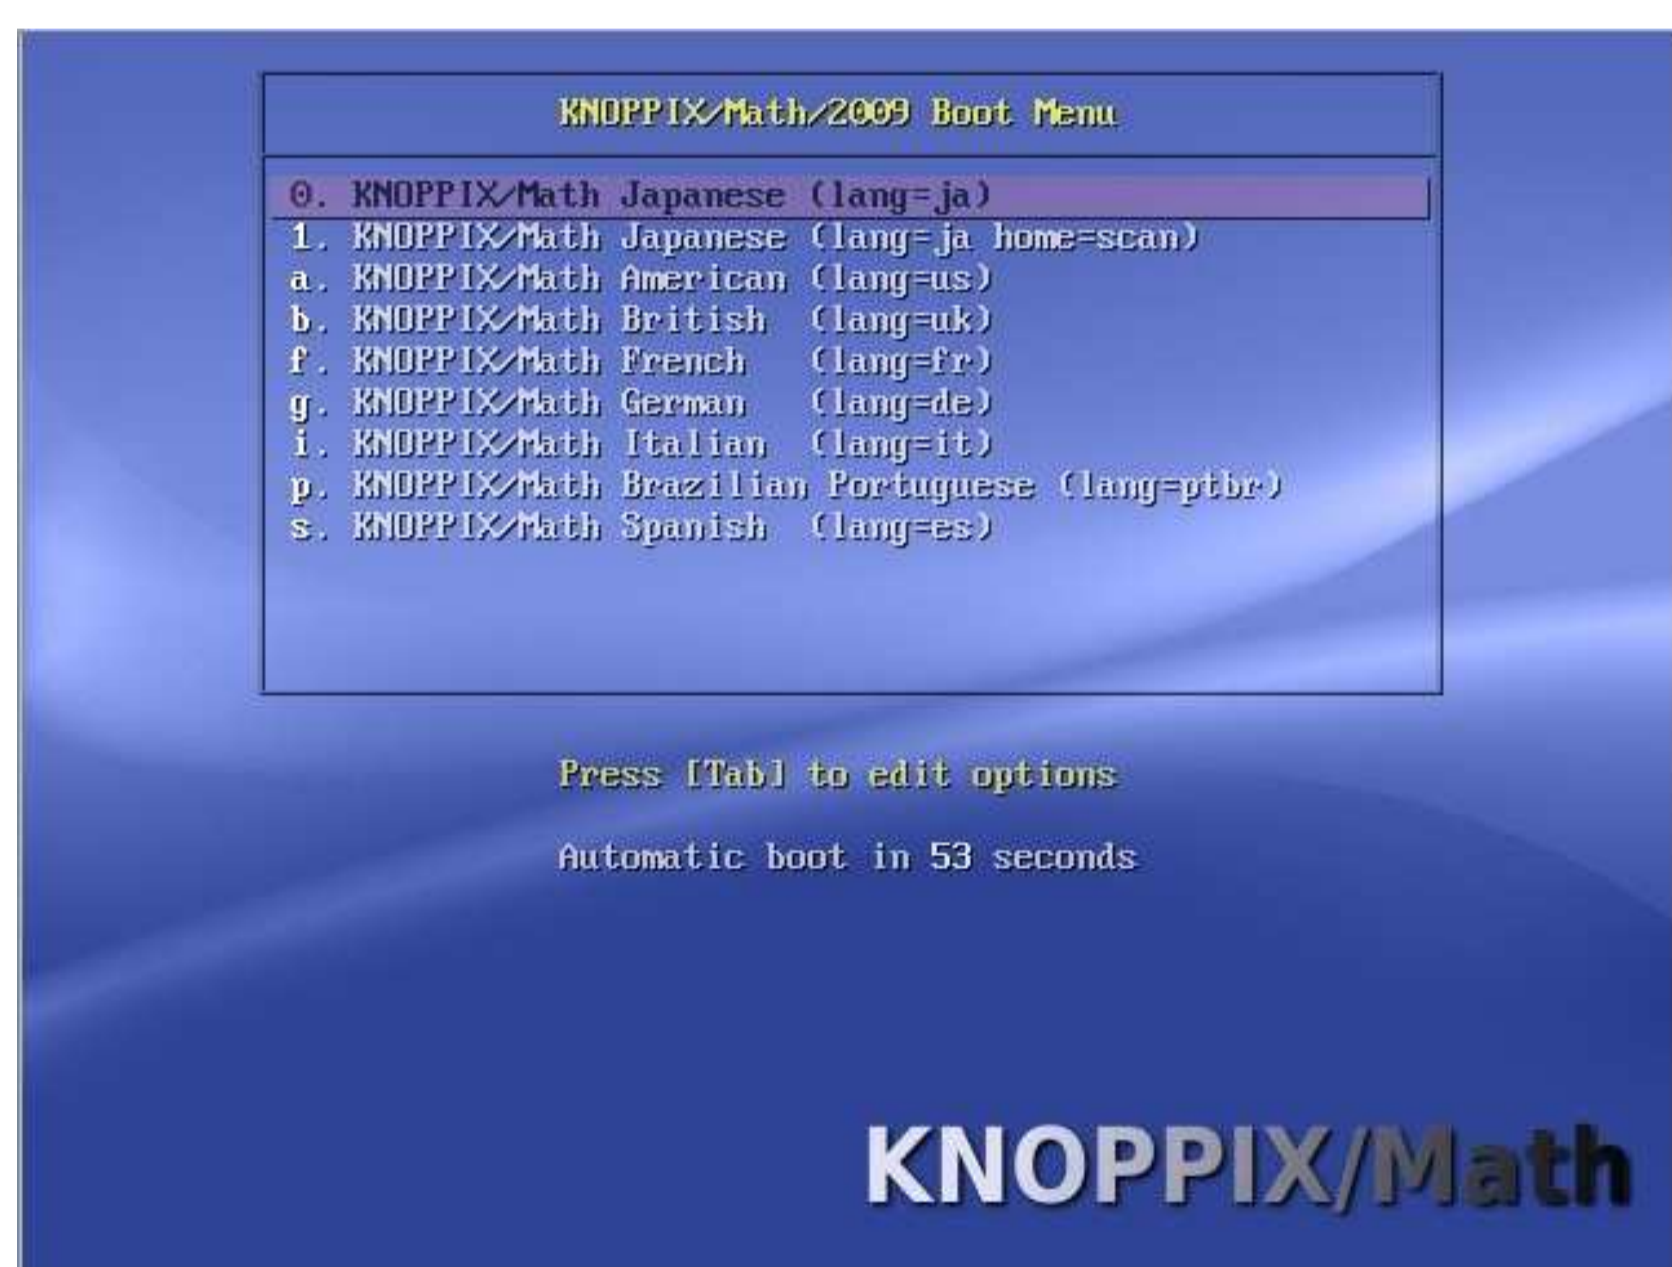 KNOPPIX/Math/2009 Boot Menu
0. KNOPPIX/Math Japanese (lang=ja)
1. KNOPPIX/Math Japanese (lang=ja home=scan)
a. KNOPPIX/Math American (lang=us)
b. KNOPPIX/Math British (lang=uk)
f. KNOPPIX/Math French (lang=fr)
g. KNOPPIX/Math German (lang=de)
i. KNOPPIX/Math Italian (lang=it)
p. KNOPPIX/Math Brazilian Portuguese (lang=ptbr)
s. KNOPPIX/Math Spanish (lang=es)
Press [Tab] to edit options
Automatic boot in 53 seconds
KNOPPIX/Math